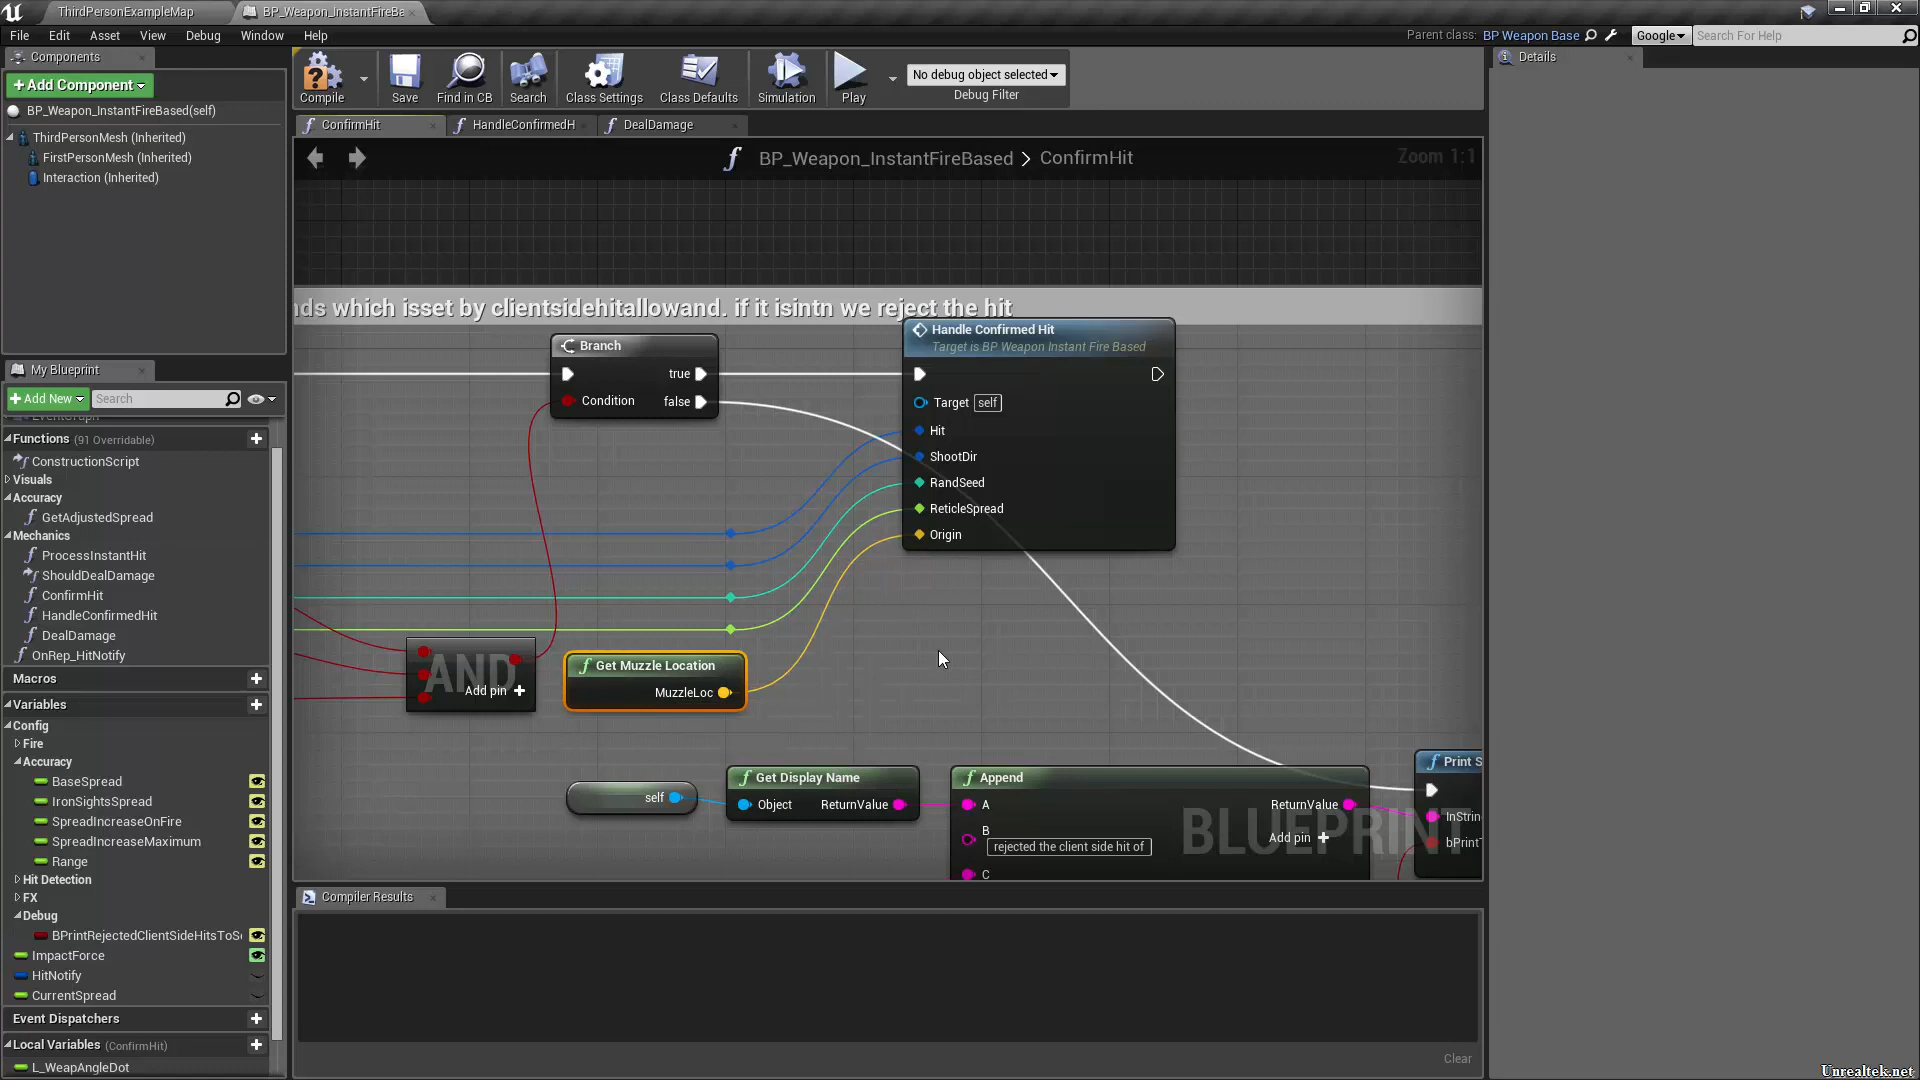 ThirdPersonExampleMap
BP_Weapon_InstantFireBa
File
Edit
Asset
View
Debug
Window
Help
Parent class:
BP Weapon Base
Google
Search For Help
Components
Add Component
BP_Weapon_InstantFireBased(self)
ThirdPersonMesh (Inherited)
FirstPersonMesh (Inherited)
Interaction (Inherited)
Compile
Save
Find in CB
Search
Class Settings
Class Defaults
Simulation
Play
No debug object selected
Debug Filter
Details
ConfirmHit
HandleConfirmedH
DealDamage
BP_Weapon_InstantFireBased > ConfirmHit
Zoom 1:1
nds which isset by clientsidehitallowand. if it isintn we reject the hit
Branch
true
Condition
false
Handle Confirmed Hit
Target is BP Weapon Instant Fire Based
Target self
Hit
ShootDir
RandSeed
ReticleSpread
Origin
AND
Add pin
Get Muzzle Location
MuzzleLoc
self
Get Display Name
Object
ReturnValue
Append
A
B
rejected the client side hit of
C
ReturnValue
Add pin
BLUEPRINT
Print S
InStrin
bPrintT
My Blueprint
Add New
Search
EventGraph
Functions (91 Overridable)
ConstructionScript
Visuals
Accuracy
GetAdjustedSpread
Mechanics
ProcessInstantHit
ShouldDealDamage
ConfirmHit
HandleConfirmedHit
DealDamage
OnRep_HitNotify
Macros
Variables
Config
Fire
Accuracy
BaseSpread
IronSightsSpread
SpreadIncreaseOnFire
SpreadIncreaseMaximum
Range
Hit Detection
FX
Debug
BPrintRejectedClientSideHitsToSc
ImpactForce
HitNotify
CurrentSpread
Event Dispatchers
Local Variables (ConfirmHit)
L_WeapAngleDot
Compiler Results
Clear
Unrealtek.net